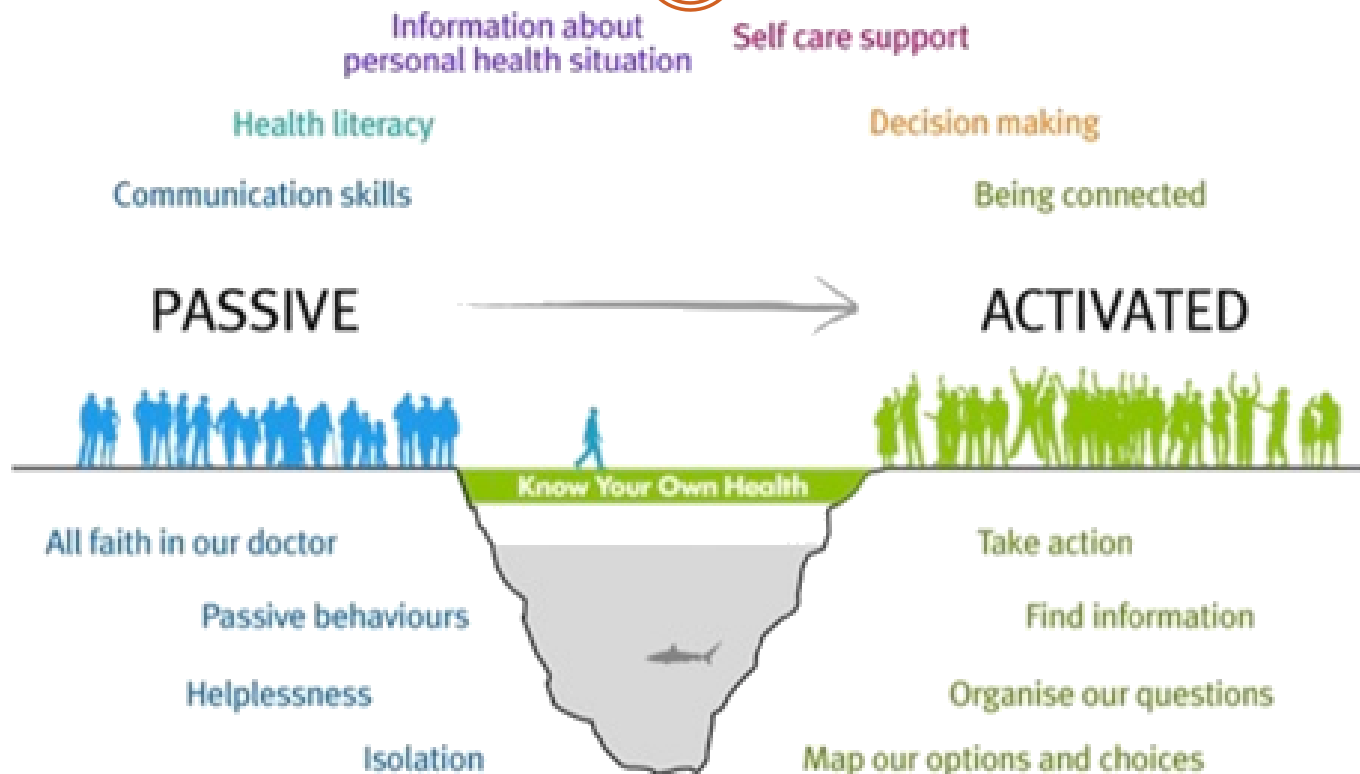 Information about
personal health situation
Self care support
Health literacy
Decision making
Communication skills
Being connected
PASSIVE
ACTIVATED
Know Your Own Health
All faith in our doctor
Take action
Passive behaviours
Find information
Helplessness
Organise our questions
Isolation
Map our options and choices